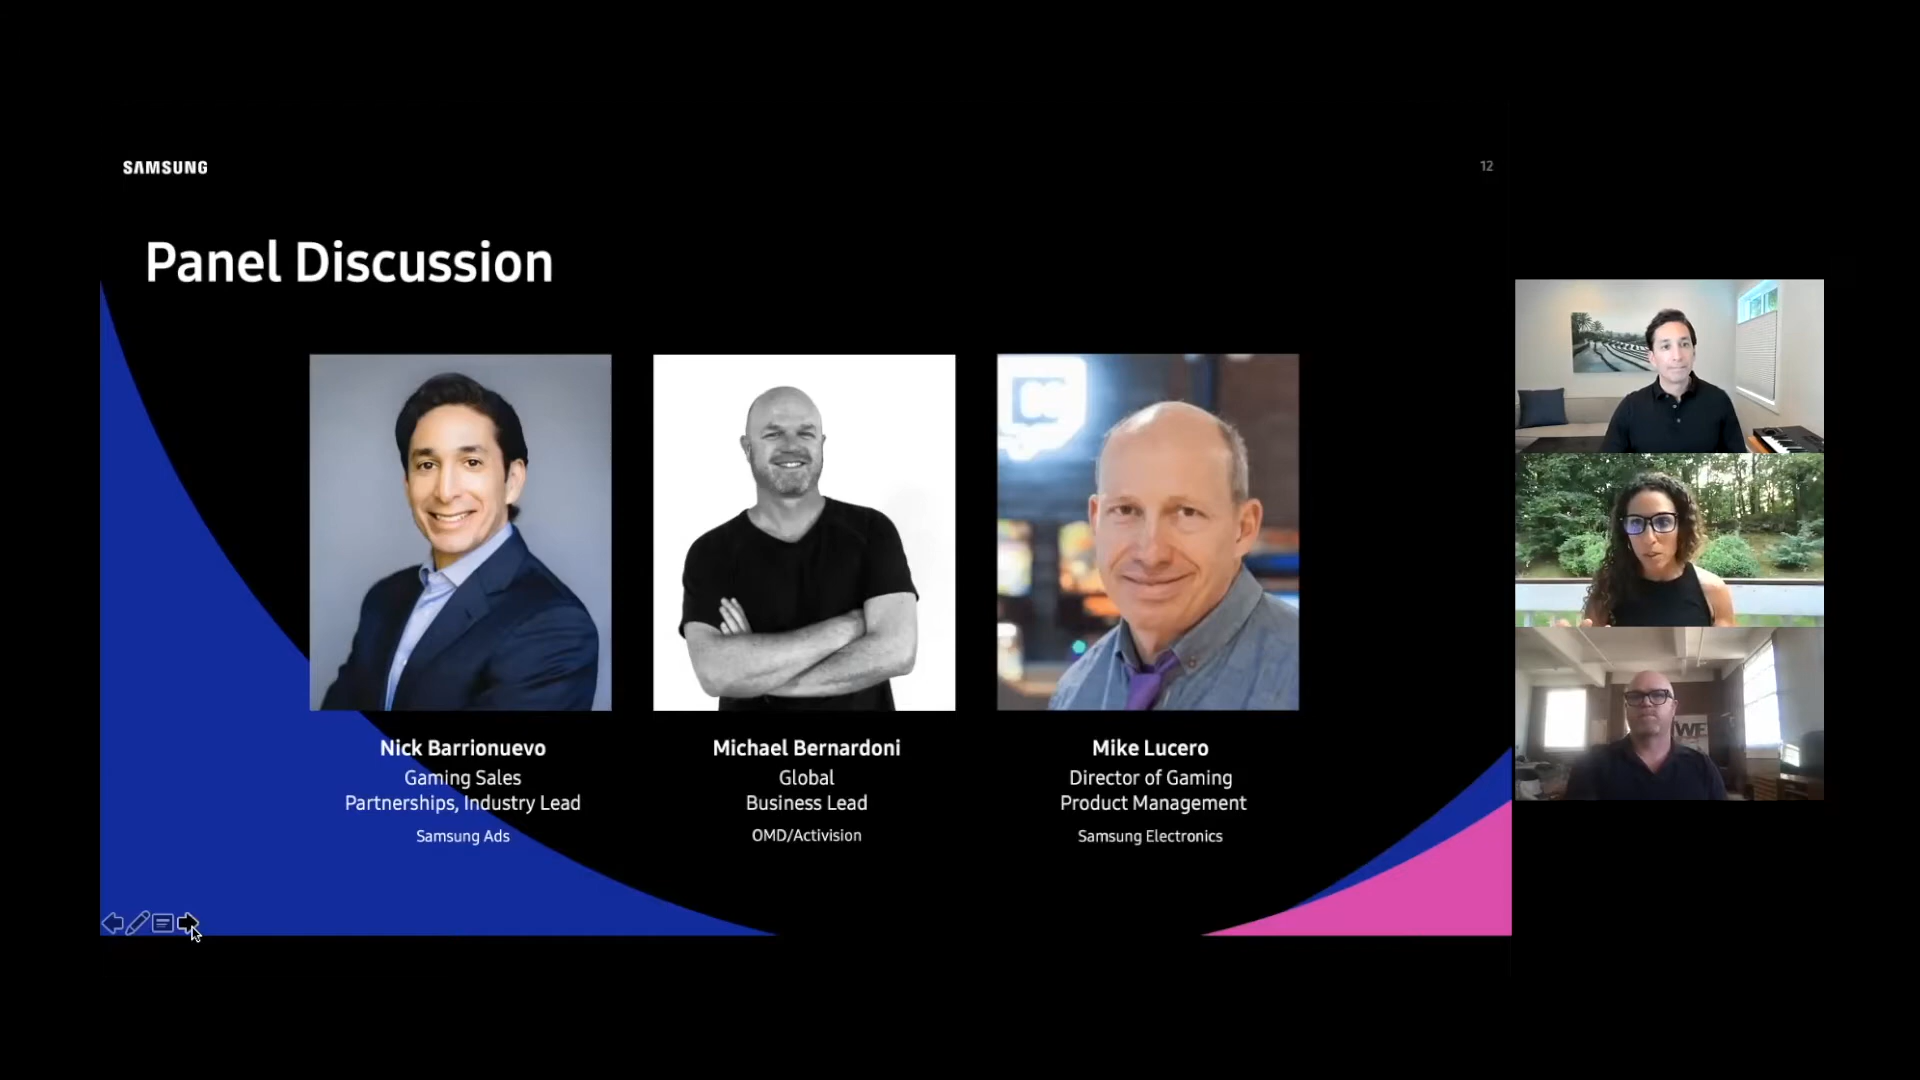 SAMSUNG
12
Panel Discussion
Nick Barrionuevo
Gaming Sales
Partnerships, Industry Lead
Samsung Ads
Michael Bernardoni
Global
Business Lead
OMD/Activision
Mike Lucero
Director of Gaming
Product Management
Samsung Electronics